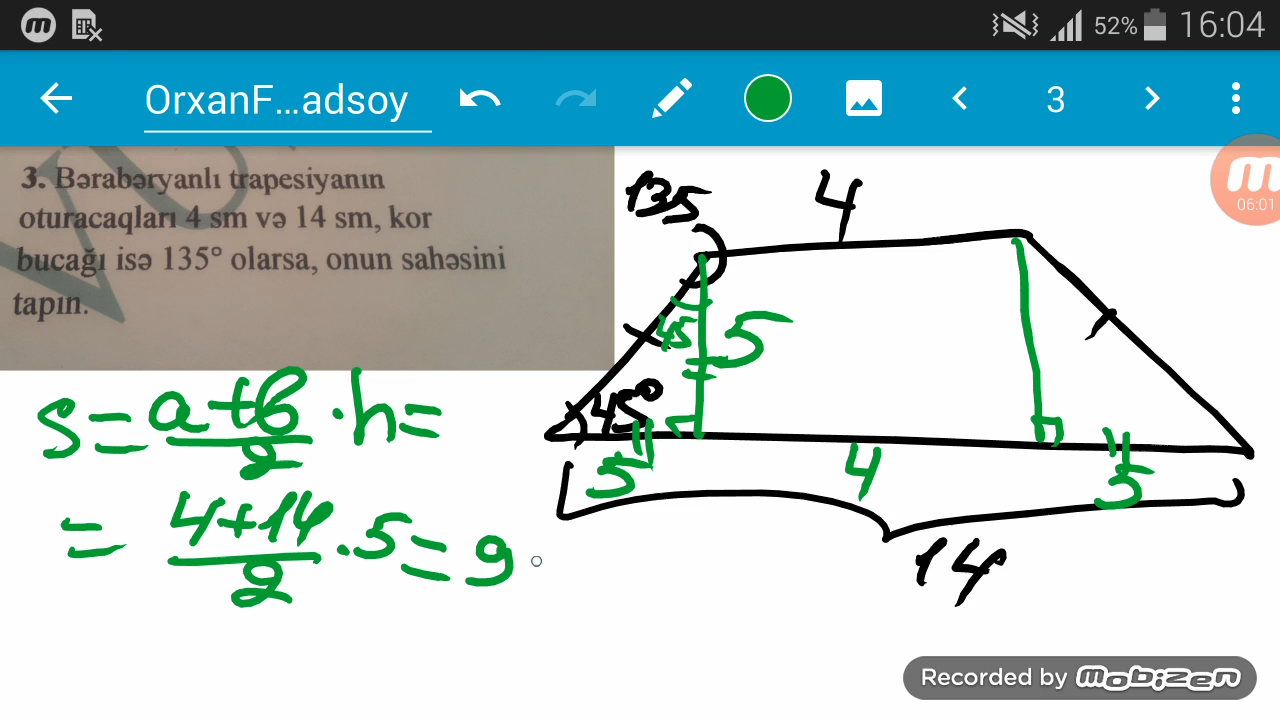 16:04
52%
OrxanF...adsoy
3
06:01
3. Bərabəryanlı trapesiyanın
oturacaqları 4 sm və 14 sm, kor
bucağı isə 135° olarsa, onun sahəsini
tapın.
135
4
45
5
45°
5
4
5
14
S=a+b/2·h=
=4+14/2·5=9
Recorded by Mobizen